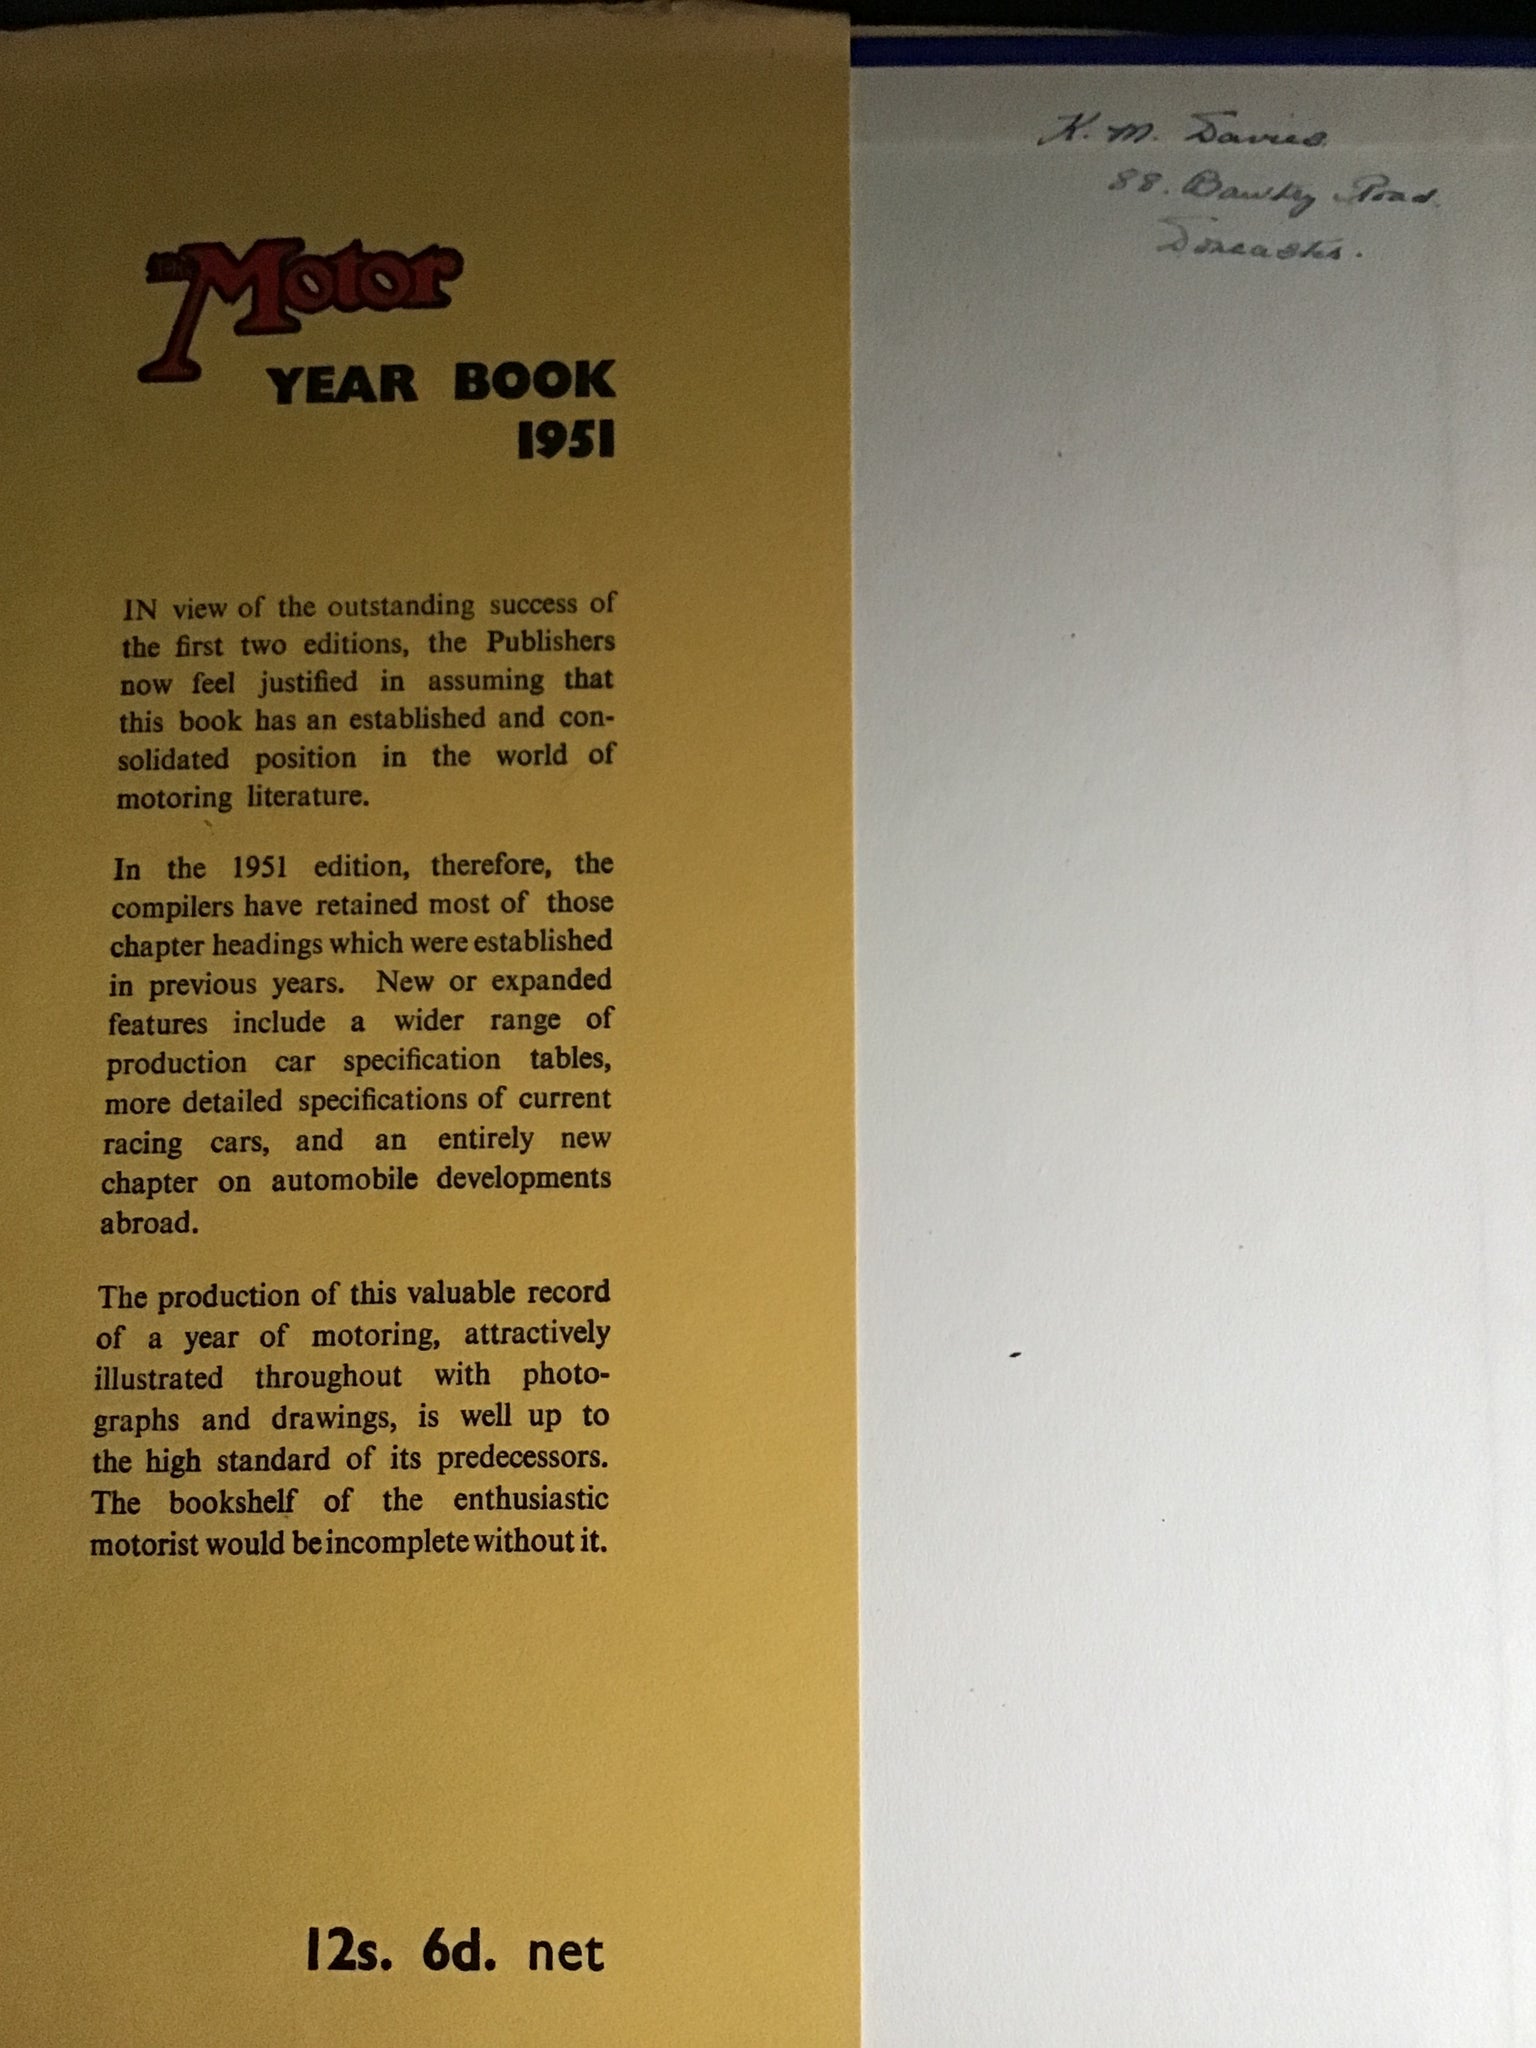 THE Motor
YEAR BOOK
1951
IN view of the outstanding success of
the first two editions, the Publishers
now feel justified in assuming that
this book has an established and con-
solidated position in the world of
motoring literature.
In the 1951 edition, therefore, the
compilers have retained most of those
chapter headings which were established
in previous years. New or expanded
features include a wider range of
production car specification tables,
more detailed specifications of current
racing cars, and an entirely new
chapter on automobile developments
abroad.
The production of this valuable record
of a year of motoring, attractively
illustrated throughout with photo-
graphs and drawings, is well up to
the high standard of its predecessors.
The bookshelf of the enthusiastic
motorist would be incomplete without it.
12s. 6d. net
K. M. Davies
88. Bawtry Road.
Doncaster.